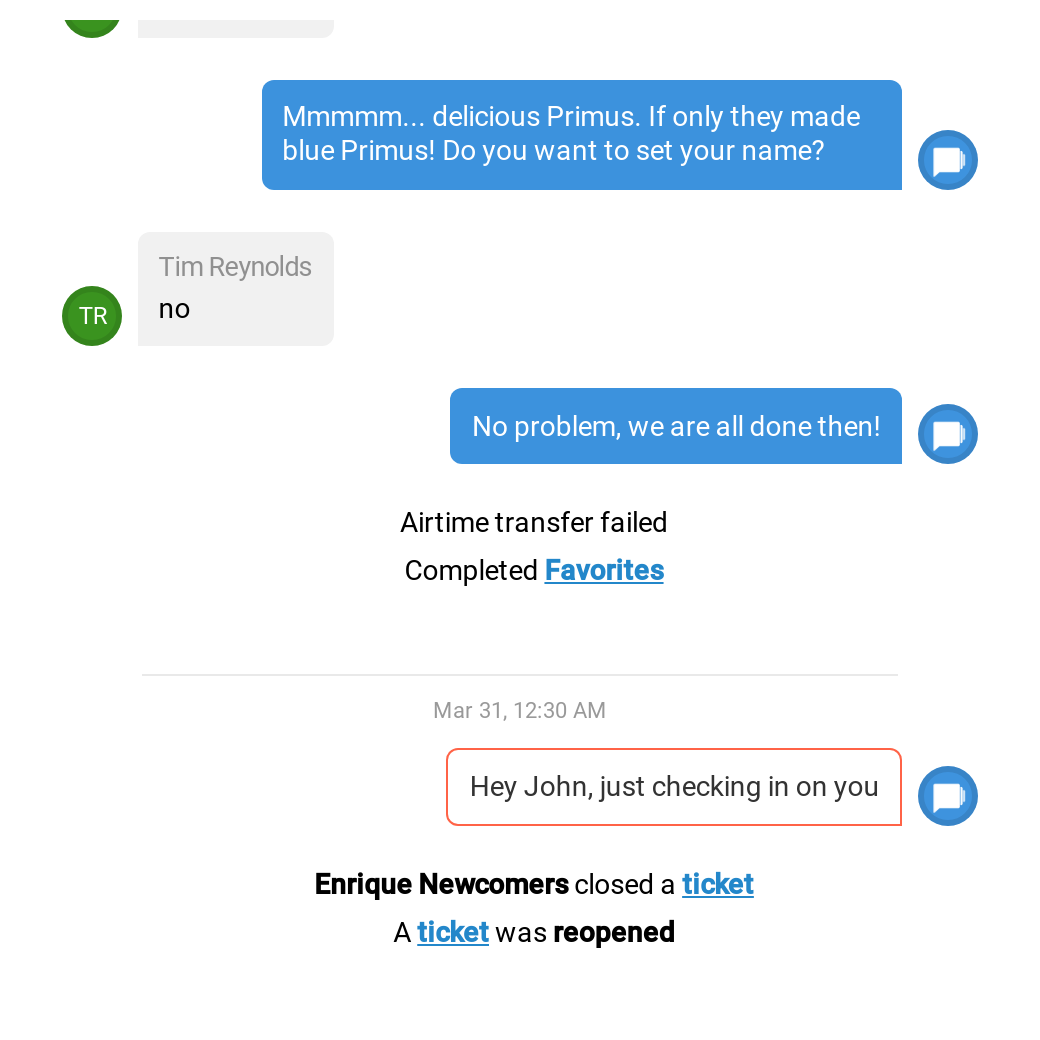 Mmmmm... delicious Primus. If only they made
blue Primus! Do you want to set your name?
Tim Reynolds
no
TR
No problem, we are all done then!
Airtime transfer failed
Completed Favorites
Mar 31, 12:30 AM
Hey John, just checking in on you
Enrique Newcomers closed a ticket
A ticket was reopened